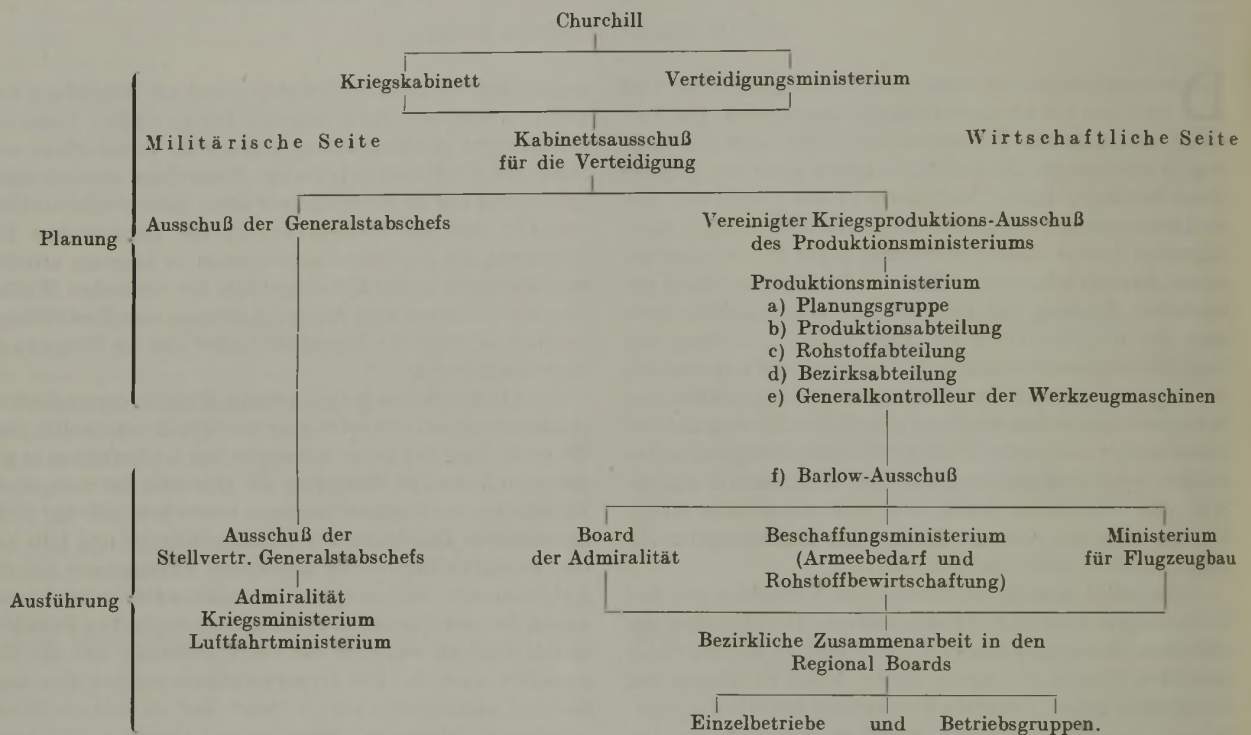 Churchill
Kriegskabinett
Verteidigungsministerium
Militärische Seite
Kabinettsausschuß
für die Verteidigung
Wirtschaftliche Seite
Planung
Ausschuß der Generalstabschefs
Vereinigter Kriegsproduktions-Ausschuß
des Produktionsministeriums
Produktionsministerium
a) Planungsgruppe
b) Produktionsabteilung
c) Rohstoffabteilung
d) Bezirksabteilung
e) Generalkontrolleur der Werkzeugmaschinen
f) Barlow-Ausschuß
Ausführung
Ausschuß der
Stellvertr. Generalstabschefs
Admiralität
Kriegsministerium
Luftfahrtministerium
Board
der Admiralität
Beschaffungsministerium
(Armeebedarf und
Rohstoffbewirtschaftung)
Ministerium
für Flugzeugbau
Bezirkliche Zusammenarbeit in den
Regional Boards
Einzelbetriebe und Betriebsgruppen.